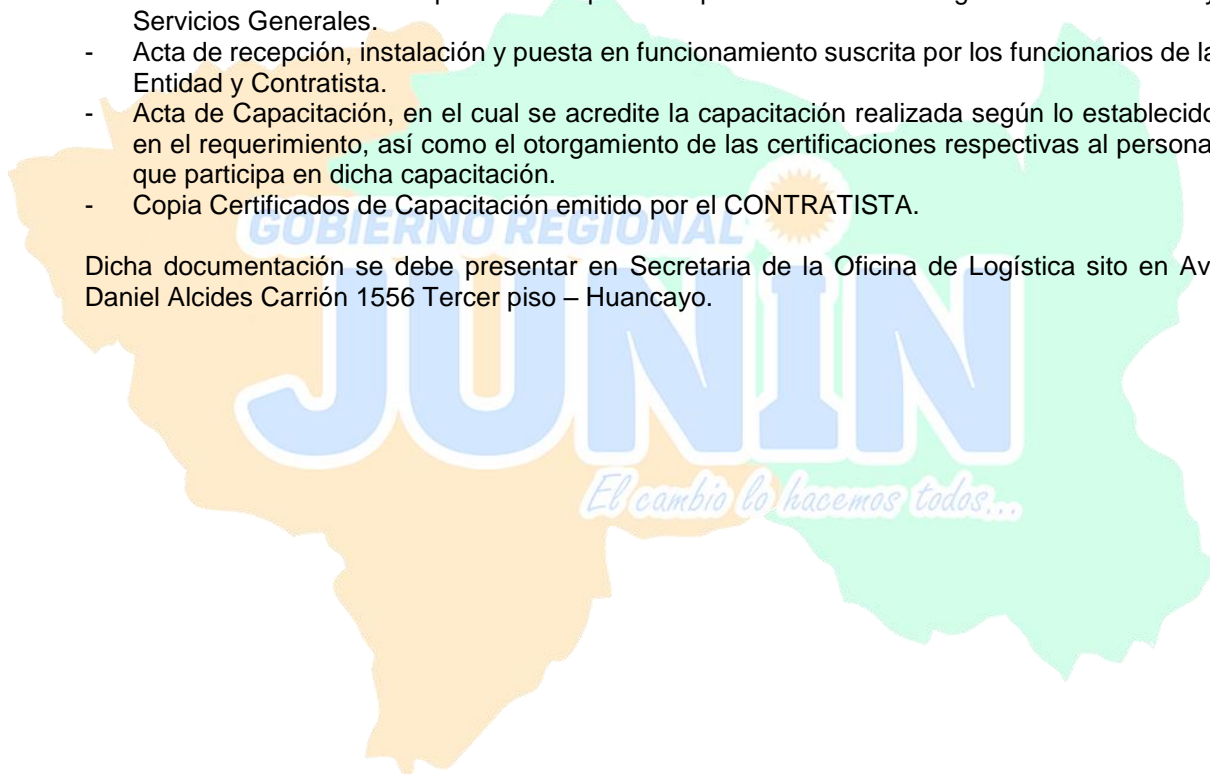 Servicios Generales.
- Acta de recepción, instalación y puesta en funcionamiento suscrita por los funcionarios de la
Entidad y Contratista.
- Acta de Capacitación, en el cual se acredite la capacitación realizada según lo establecido
en el requerimiento, así como el otorgamiento de las certificaciones respectivas al persona
que participa en dicha capacitación.
- Copia Certificados de Capacitación emitido por el CONTRATISTA.
GOBIERNO REGIONAL
Dicha documentación se debe presentar en Secretaria de la Oficina de Logística sito en Av
Daniel Alcides Carrión 1556 Tercer piso – Huancayo.
JUNIN
El cambio lo hacemos todos...